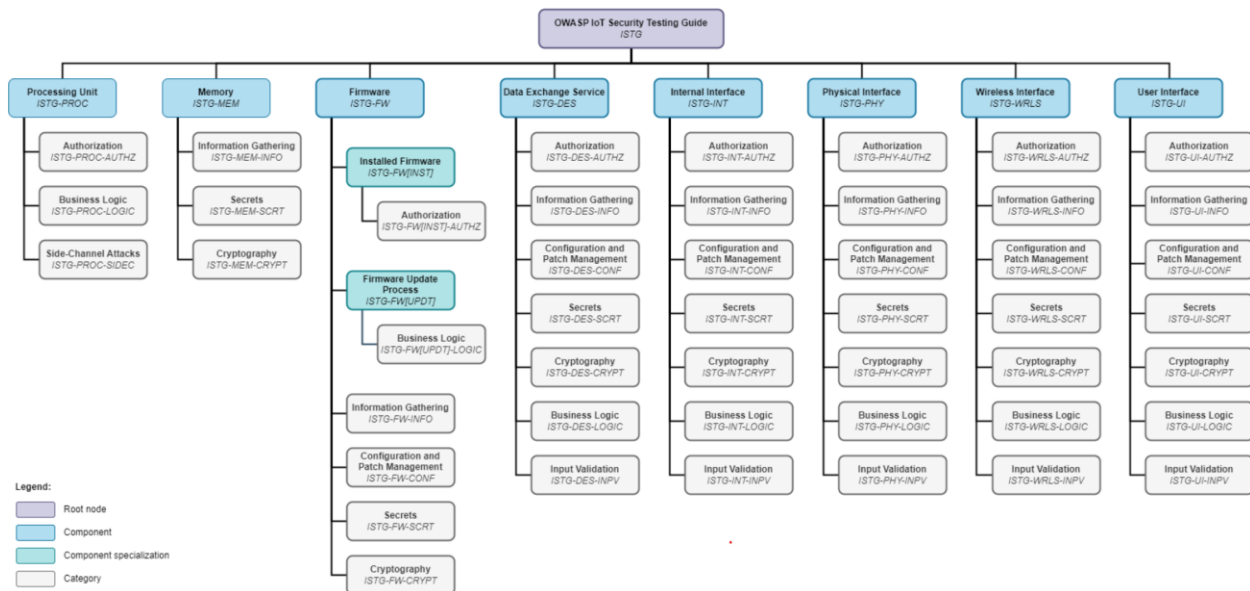 OWASP IoT Security Testing Guide
ISTG
Processing Unit
ISTG-PROC
Authorization
ISTG-PROC-AUTHZ
Business Logic
ISTG-PROC-LOGIC
Side-Channel Attacks
ISTG-PROC-SIDEC
Memory
ISTG-MEM
Information Gathering
ISTG-MEM-INFO
Secrets
ISTG-MEM-SCRT
Cryptography
ISTG-MEM-CRYPT
Firmware
ISTG-FW
Installed Firmware
ISTG-FW[INST]
Authorization
ISTG-FW[INST]-AUTHZ
Firmware Update
Process
ISTG-FW[UPDT]
Business Logic
ISTG-FW[UPDT]-LOGIC
Information Gathering
ISTG-FW-INFO
Configuration and
Patch Management
ISTG-FW-CONF
Secrets
ISTG-FW-SCRT
Cryptography
ISTG-FW-CRYPT
Data Exchange Service
ISTG-DES
Authorization
ISTG-DES-AUTHZ
Information Gathering
ISTG-DES-INFO
Configuration and
Patch Management
ISTG-DES-CONF
Secrets
ISTG-DES-SCRT
Cryptography
ISTG-DES-CRYPT
Business Logic
ISTG-DES-LOGIC
Input Validation
ISTG-DES-INPV
Internal Interface
ISTG-INT
Authorization
ISTG-INT-AUTHZ
Information Gathering
ISTG-INT-INFO
Configuration and
Patch Management
ISTG-INT-CONF
Secrets
ISTG-INT-SCRT
Cryptography
ISTG-INT-CRYPT
Business Logic
ISTG-INT-LOGIC
Input Validation
ISTG-INT-INPV
Physical Interface
ISTG-PHY
Authorization
ISTG-PHY-AUTHZ
Information Gathering
ISTG-PHY-INFO
Configuration and
Patch Management
ISTG-PHY-CONF
Secrets
ISTG-PHY-SCRT
Cryptography
ISTG-PHY-CRYPT
Business Logic
ISTG-PHY-LOGIC
Input Validation
ISTG-PHY-INPV
Wireless Interface
ISTG-WRLS
Authorization
ISTG-WRLS-AUTHZ
Information Gathering
ISTG-WRLS-INFO
Configuration and
Patch Management
ISTG-WRLS-CONF
Secrets
ISTG-WRLS-SCRT
Cryptography
ISTG-WRLS-CRYPT
Business Logic
ISTG-WRLS-LOGIC
Input Validation
ISTG-WRLS-INPV
User Interface
ISTG-UI
Authorization
ISTG-UI-AUTHZ
Information Gathering
ISTG-UI-INFO
Configuration and
Patch Management
ISTG-UI-CONF
Secrets
ISTG-UI-SCRT
Cryptography
ISTG-UI-CRYPT
Business Logic
ISTG-UI-LOGIC
Input Validation
ISTG-UI-INPV
Legend:
Root node
Component
Component specialization
Category